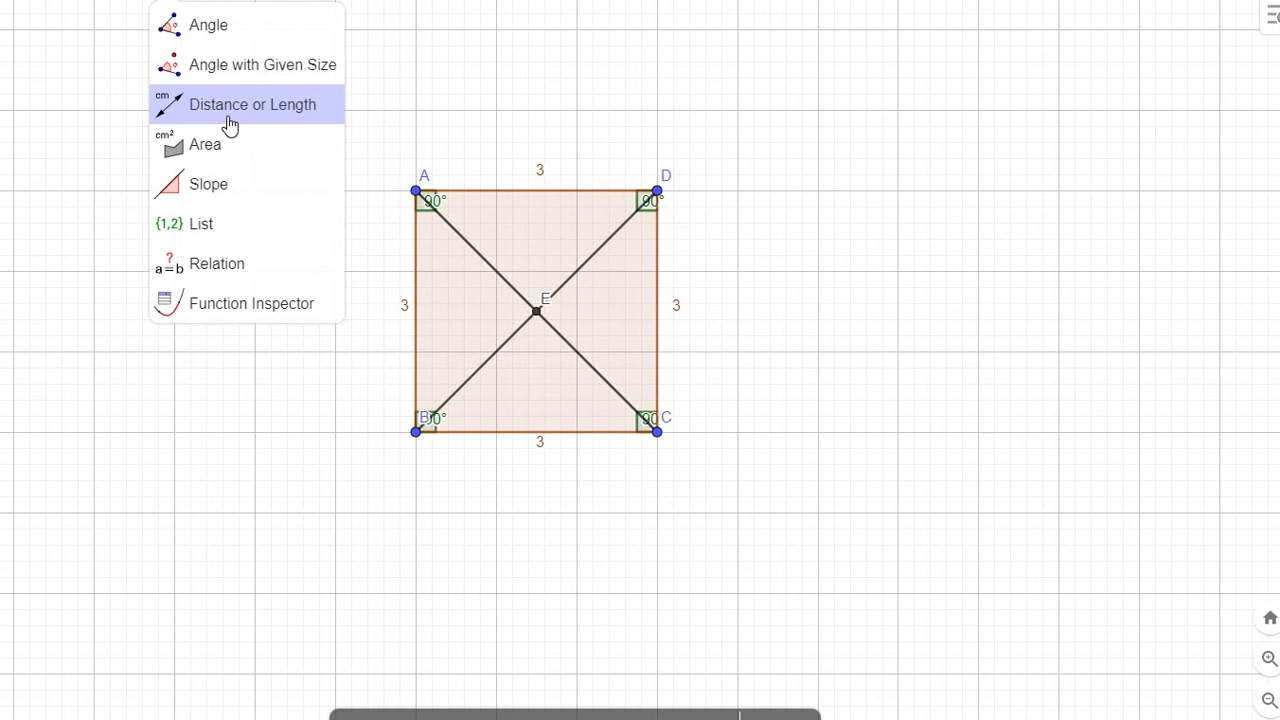 Angle
Angle with Given Size
cm Distance or Length
cm² Area
Slope
{1,2} List
? a=b Relation
Function Inspector
A 3 D
90° 90°
E
3 3
B 90° 90 C
3